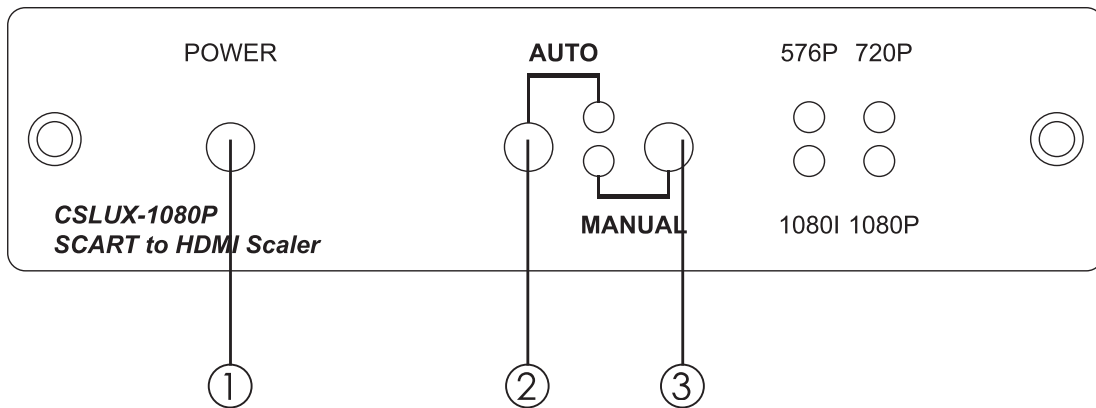 POWER
AUTO
576P 720P
CSLUX-1080P
SCART to HDMI Scaler
MANUAL
1080I 1080P
1
2
3